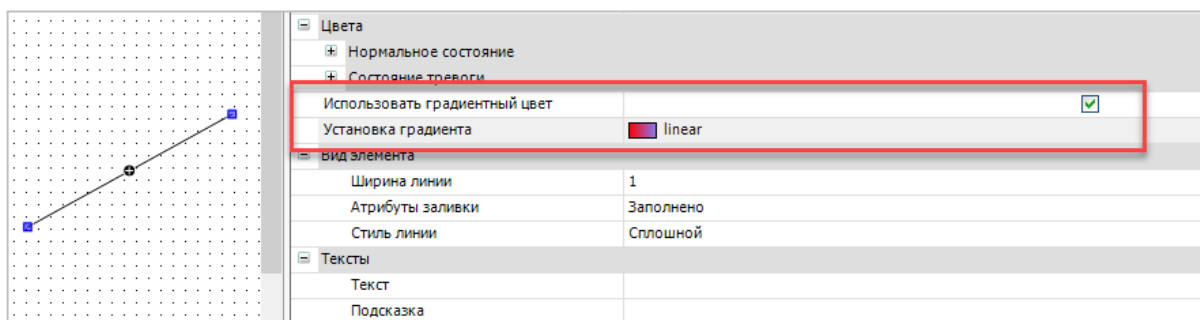 Цвета
Нормальное состояние
Состояние тревоги
Использовать градиентный цвет
Установка градиента linear
Вид элемента
Ширина линии 1
Атрибуты заливки Заполнено
Стиль линии Сплошной
Тексты
Текст
Подсказка